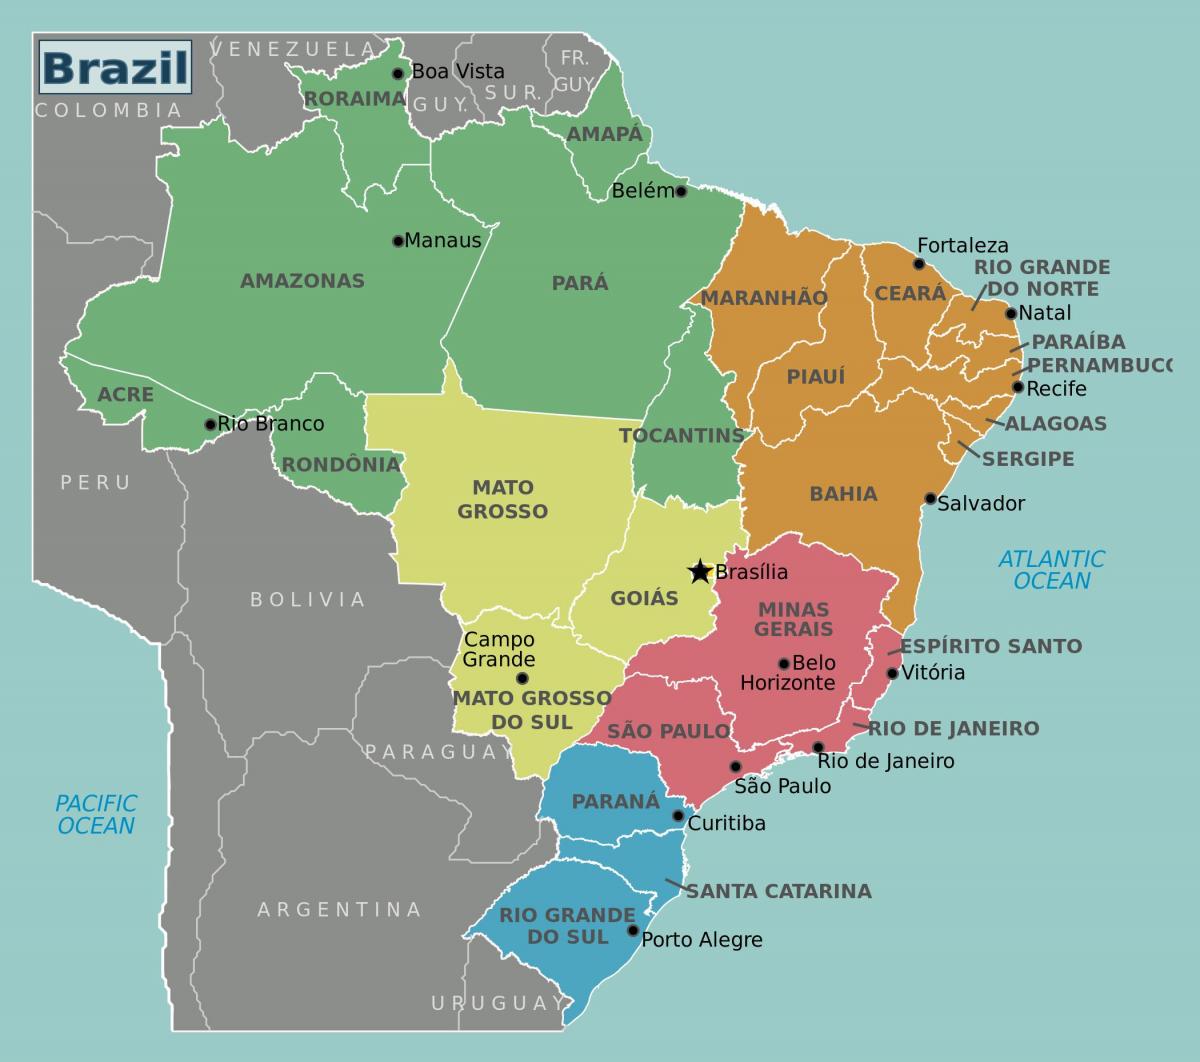 Brazil
VENEZUELA
COLOMBIA
FR.
GUY.
SUR.
GUY.
Boa Vista
RORAIMA
AMAPÁ
Belém
Manaus
AMAZONAS
PARÁ
MARANHÃO
Fortaleza
CEARÁ
RIO GRANDE
DO NORTE
Natal
PARAÍBA
PERNAMBUCO
Recife
PIAUÍ
ACRE
Rio Branco
RONDÔNIA
TOCANTINS
ALAGOAS
SERGIPE
PERU
MATO
GROSSO
BAHIA
Salvador
ATLANTIC
OCEAN
Brasília
GOIÁS
BOLIVIA
MINAS
GERAIS
Campo
Grande
Belo
Horizonte
ESPÍRITO SANTO
Vitória
MATO GROSSO
DO SUL
SÃO PAULO
RIO DE JANEIRO
Rio de Janeiro
PARAGUAY
São Paulo
PACIFIC
OCEAN
PARANÁ
Curitiba
SANTA CATARINA
ARGENTINA
RIO GRANDE
DO SUL
Porto Alegre
URUGUAY